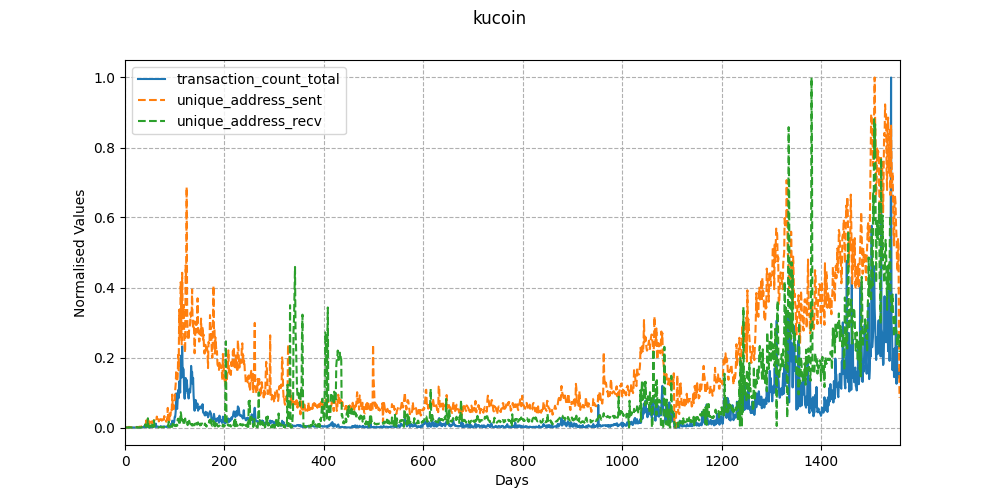 kucoin
transaction_count_total
unique_address_sent
unique_address_recv
Normalised Values
1.0
0.8
0.6
0.4
0.2
0.0
0 200 400 600 800 1000 1200 1400
Days